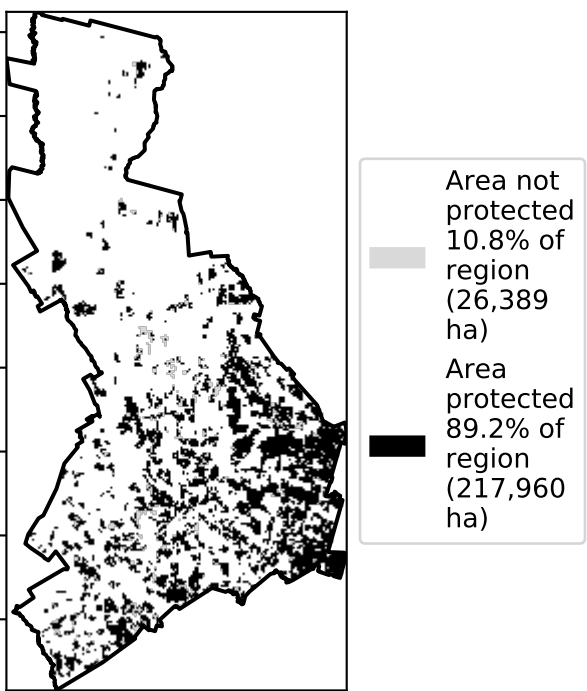 Area not
protected
10.8% of
region
(26,389
ha)
Area
protected
89.2% of
region
(217,960
ha)